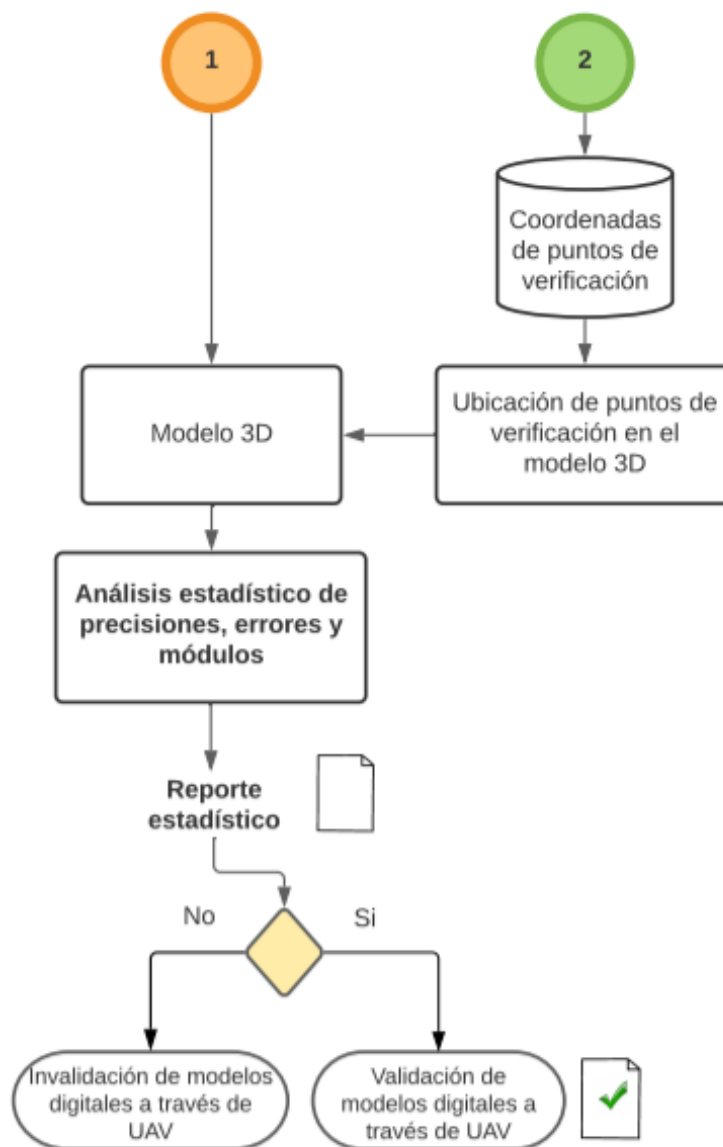 1
2
Coordenadas
de puntos de
verificación
Modelo 3D
Ubicación de puntos de
verificación en el
modelo 3D
Análisis estadístico de
precisiones, errores y
módulos
Reporte
estadístico
No
Si
Invalidación de modelos
digitales a través de
UAV
Validación de
modelos digitales a
través de UAV